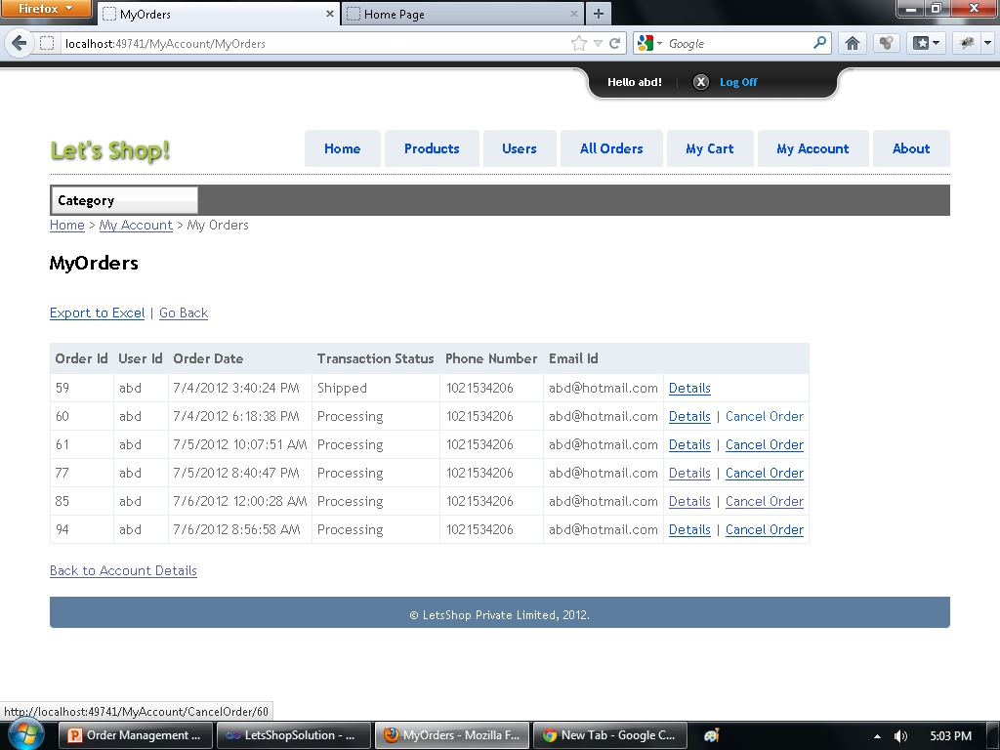 Firefox
MyOrders
Home Page
localhost:49741/MyAccount/MyOrders
Google
Hello abd! | X Log Off
Let's Shop!
Home Products Users All Orders My Cart My Account About
Category
Home > My Account > My Orders
MyOrders
Export to Excel | Go Back
Order Id User Id Order Date Transaction Status Phone Number Email Id
59 abd 7/4/2012 3:40:24 PM Shipped 1021534206 abd@hotmail.com Details
60 abd 7/4/2012 6:18:38 PM Processing 1021534206 abd@hotmail.com Details | Cancel Order
61 abd 7/5/2012 10:07:51 AM Processing 1021534206 abd@hotmail.com Details | Cancel Order
77 abd 7/5/2012 8:40:47 PM Processing 1021534206 abd@hotmail.com Details | Cancel Order
85 abd 7/6/2012 12:00:28 AM Processing 1021534206 abd@hotmail.com Details | Cancel Order
94 abd 7/6/2012 8:56:58 AM Processing 1021534206 abd@hotmail.com Details | Cancel Order
Back to Account Details
© LetsShop Private Limited, 2012.
http://localhost:49741/MyAccount/CancelOrder/60
Order Management ... LetsShopSolution - ... MyOrders - Mozilla F... New Tab - Google C... 5:03 PM